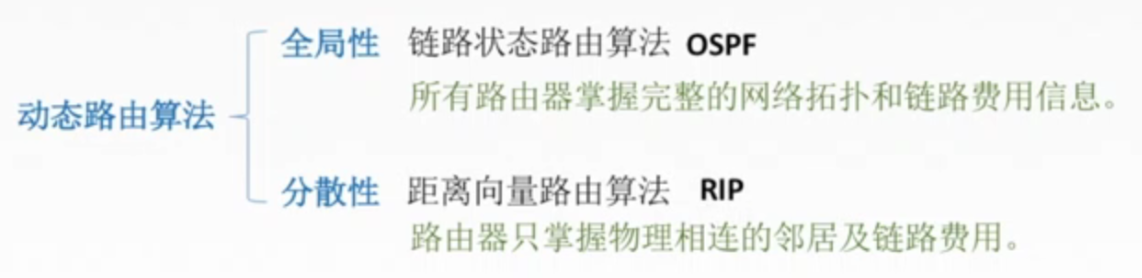 全局性 链路状态路由算法 OSPF
所有路由器掌握完整的网络拓扑和链路费用信息。
动态路由算法
分散性 距离向量路由算法 RIP
路由器只掌握物理相连的邻居及链路费用。